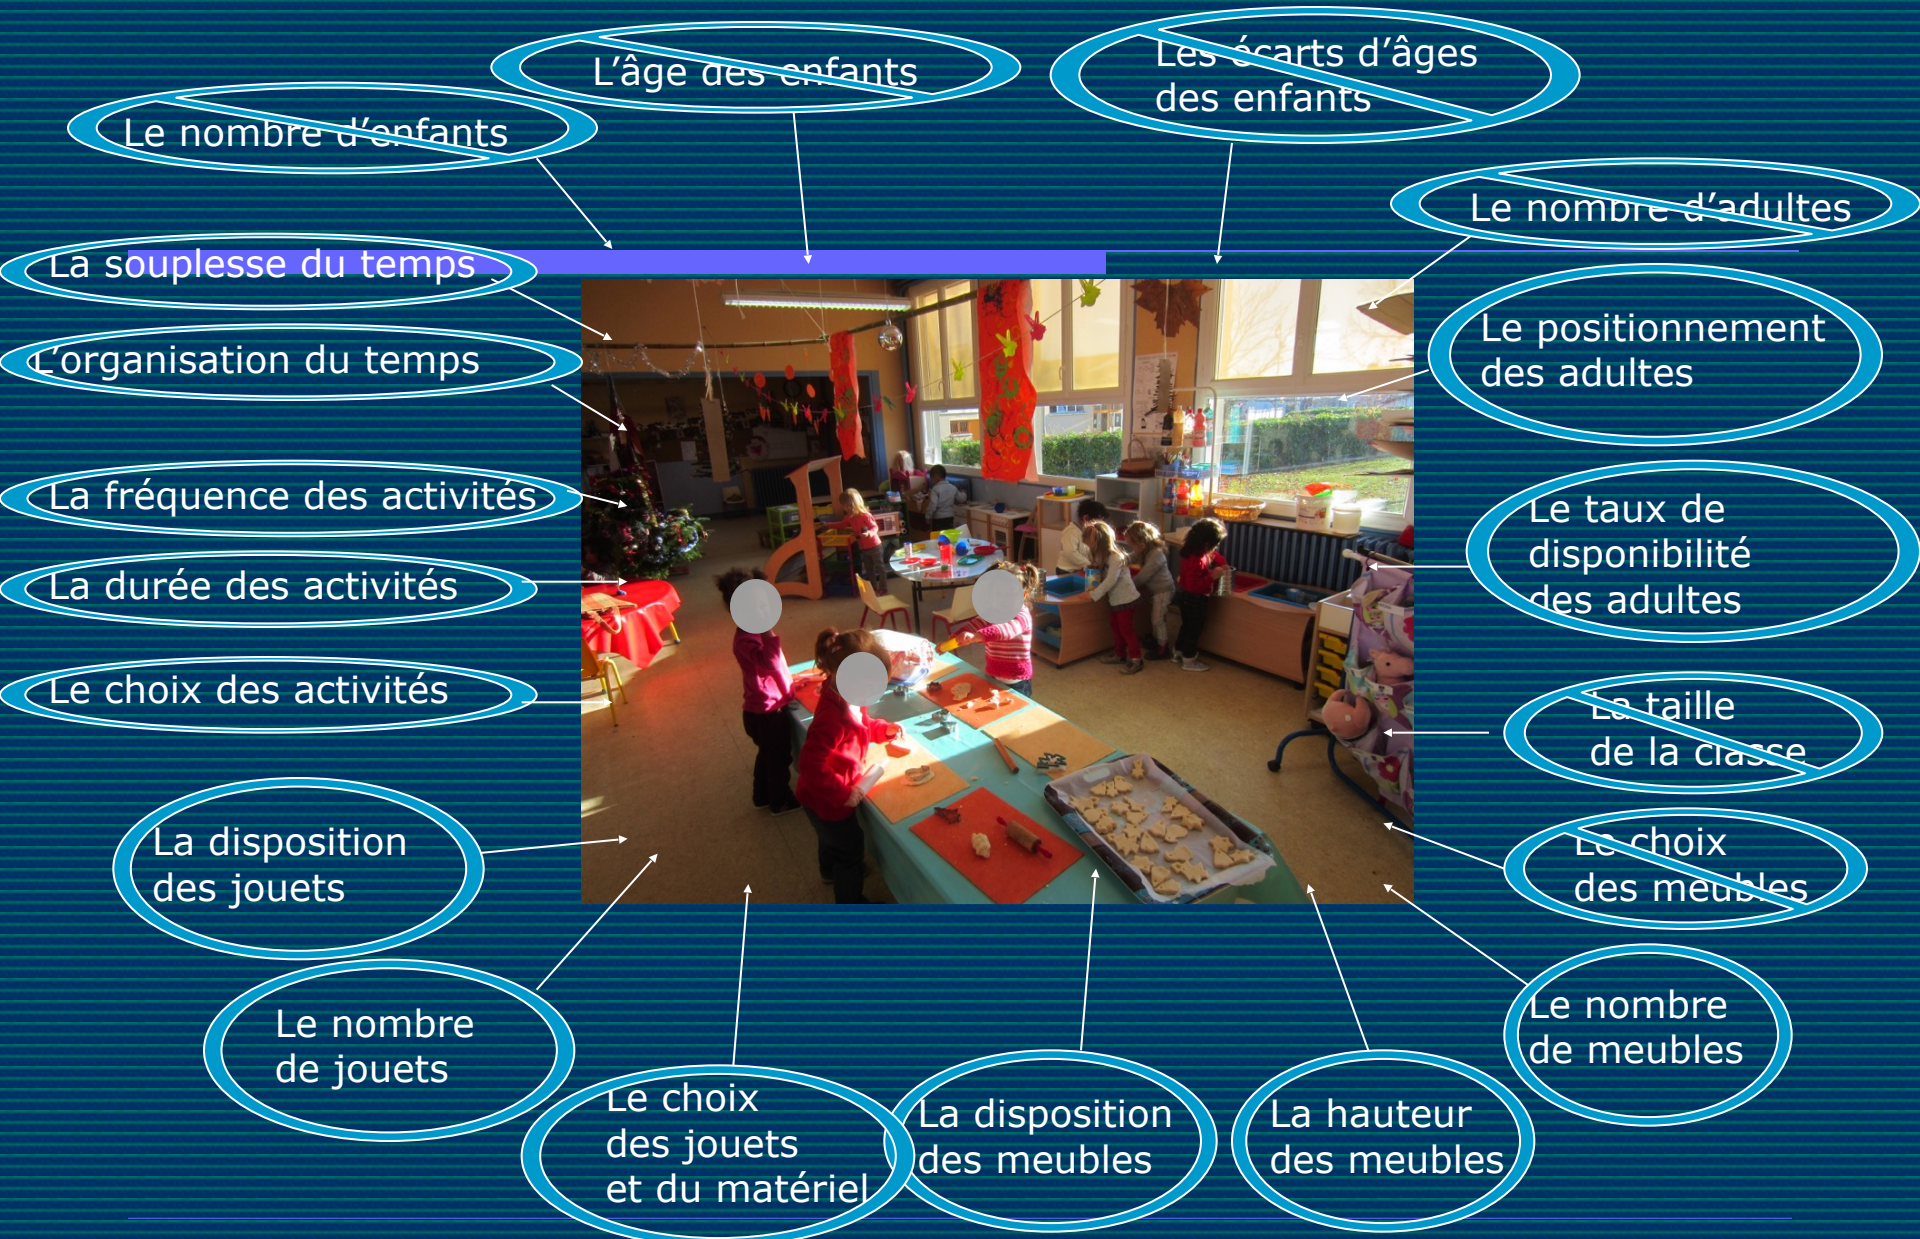 L'âge des enfants
Les écarts d'âges
des enfants
Le nombre d'enfants
Le nombre d'adultes
La souplesse du temps
Le positionnement
des adultes
L'organisation du temps
La fréquence des activités
Le taux de
disponibilité
des adultes
La durée des activités
Le choix des activités
La taille
de la classe
La disposition
des jouets
Le choix
des meubles
Le nombre
de jouets
Le nombre
de meubles
Le choix
des jouets
et du matériel
La disposition
des meubles
La hauteur
des meubles